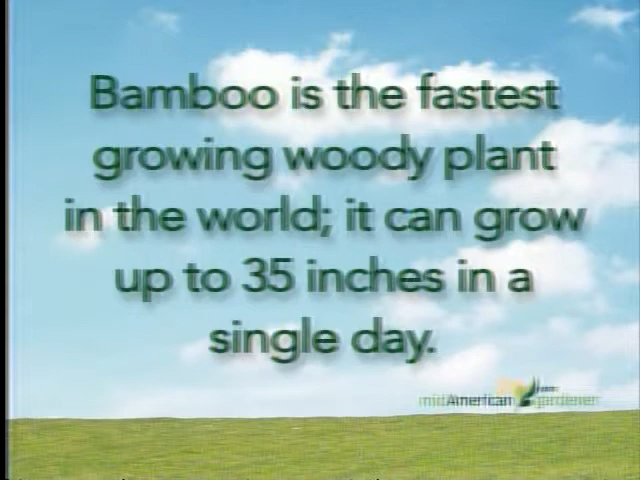 Bamboo is the fastest
growing woody plant
in the world; it can grow
up to 35 inches in a
single day.
midAmerican gardener